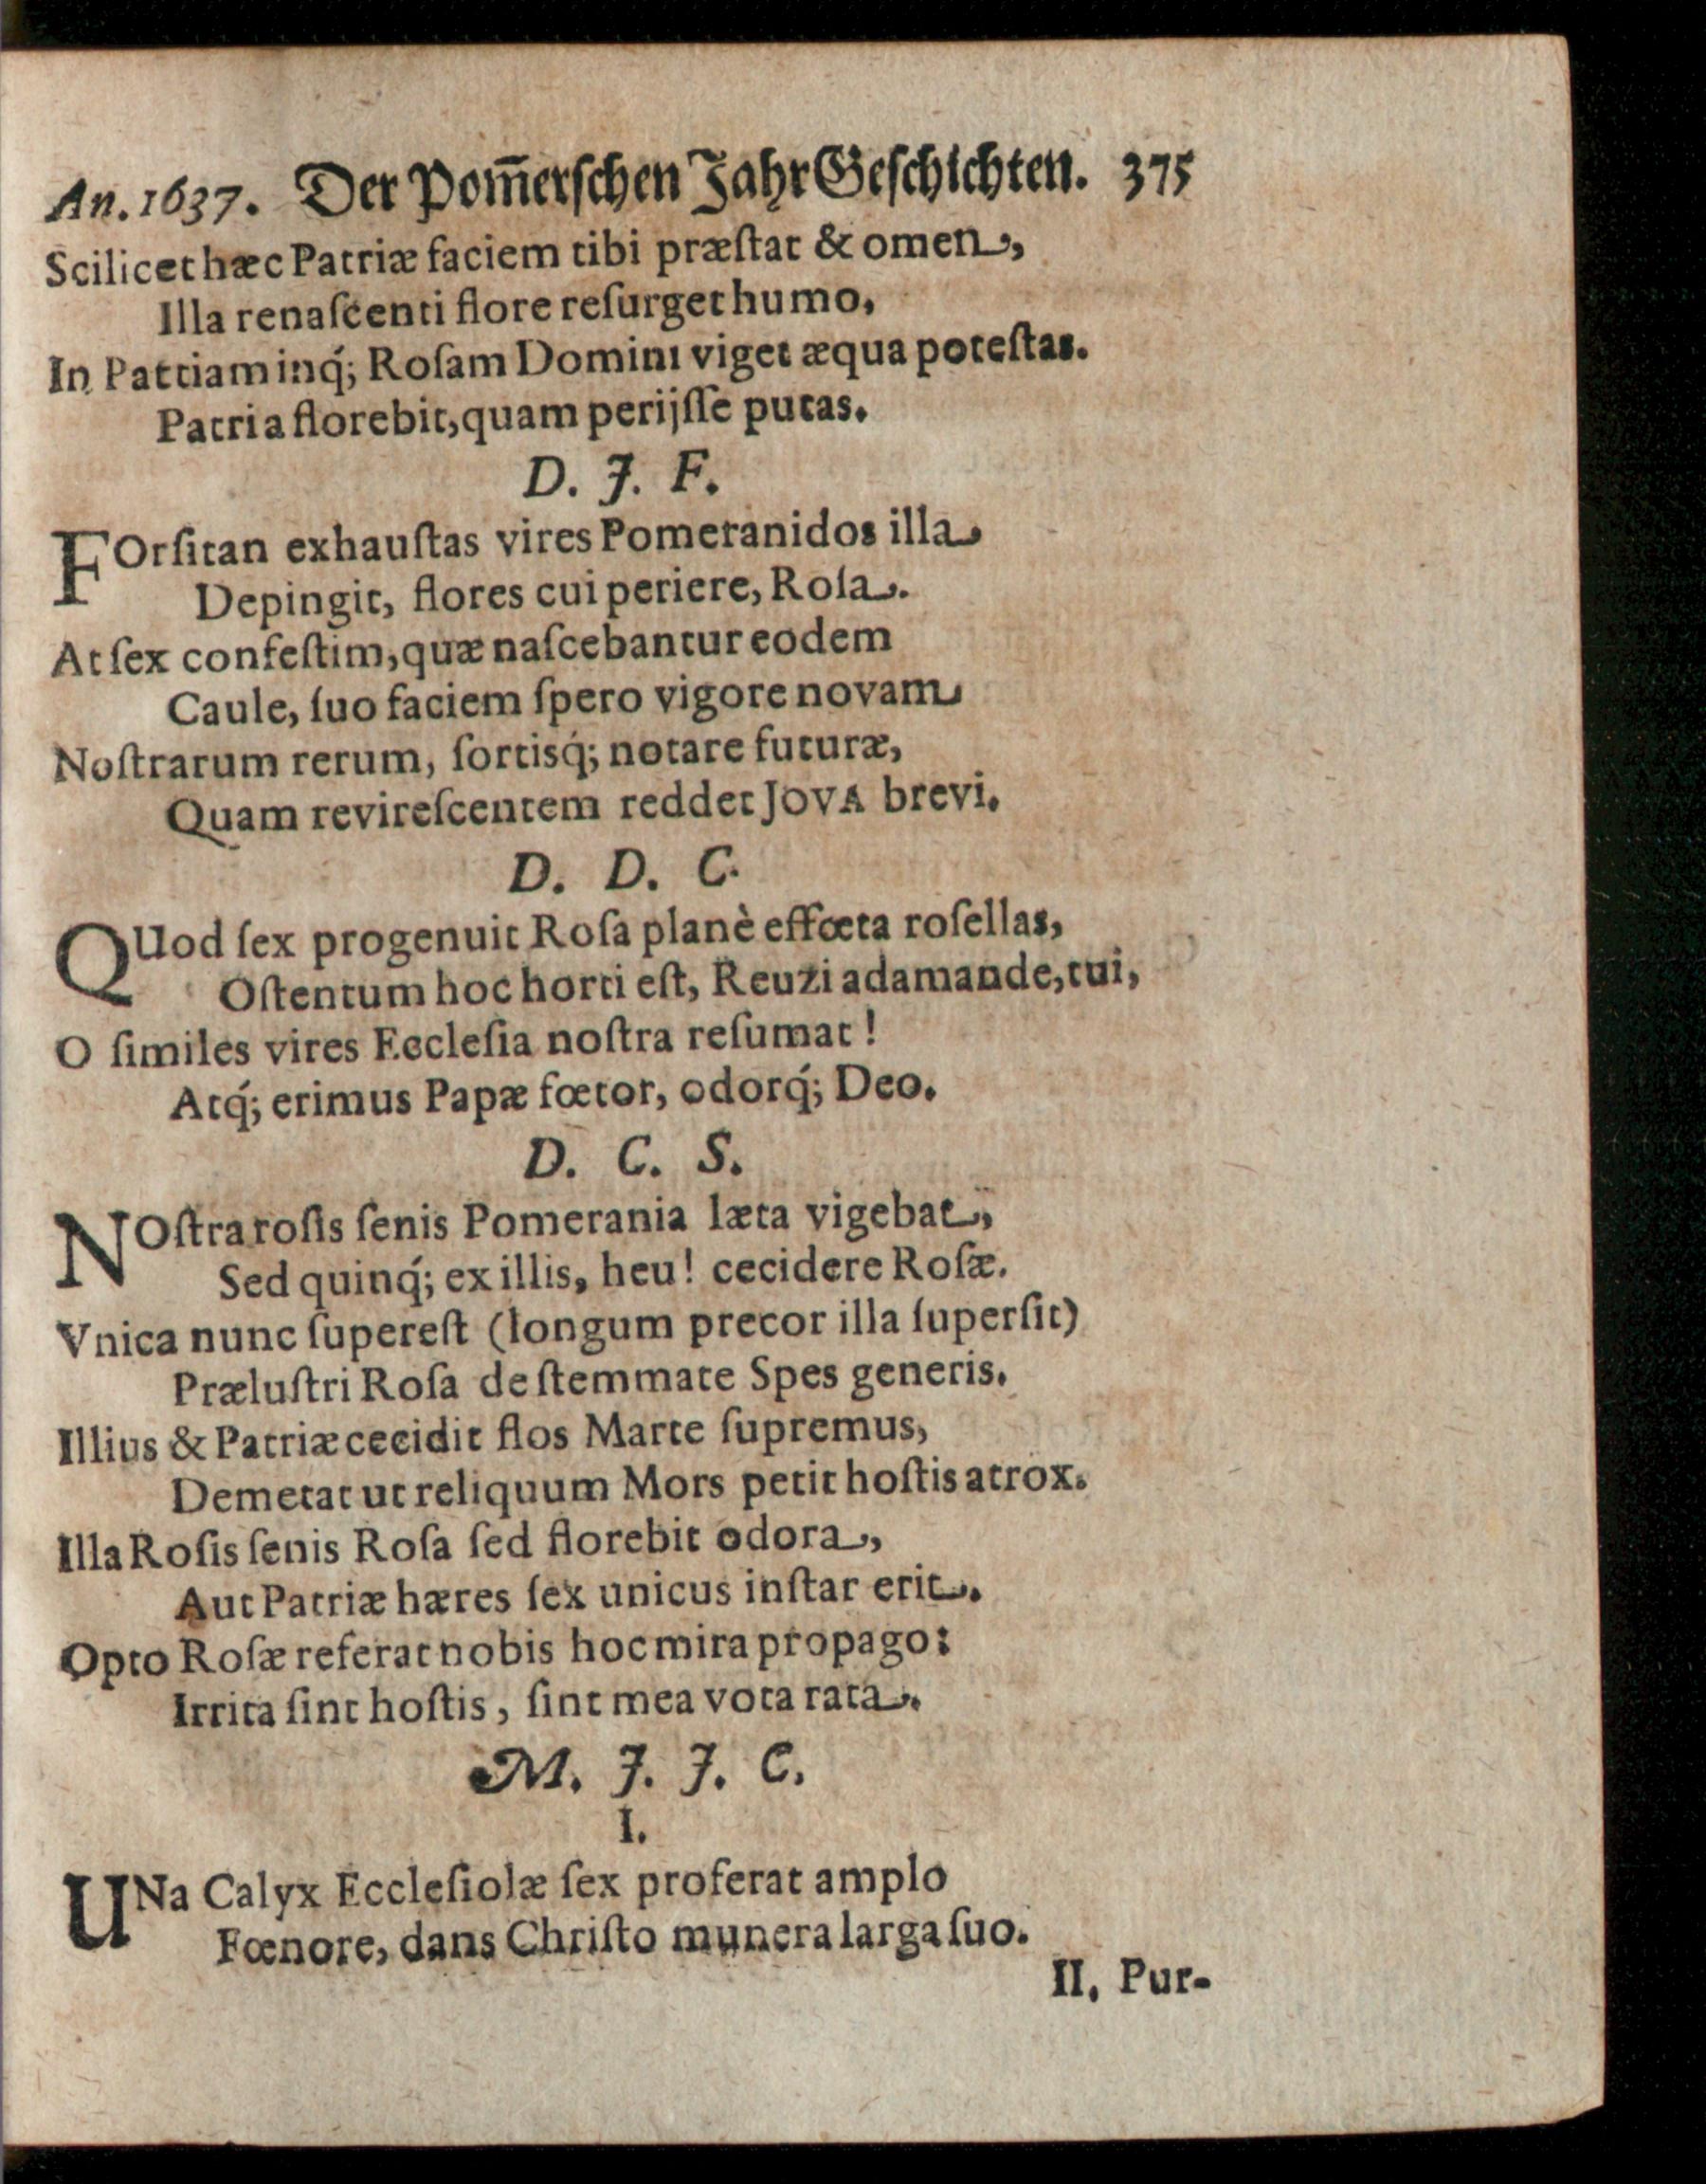 An. 1637. Der Pom̃erschen JahrGeschichten. 375
Scilicet hæc Patriæ faciem tibi præſtat & omen,
Illa renaſcenti flore reſurget humo,
In Patriam inq́; Roſam Domini viget æqua poteſtas.
Patria florebit, quam perijſſe putas.
D. J. F.
FOrſitan exhauſtas vires Pomeranidos illa
Depingit, flores cui periere, Roſa.
At ſex confeſtim, quæ naſcebantur eodem
Caule, ſuo faciem ſpero vigore novam
Noſtrarum rerum, ſortisq́; notare futuræ,
Quam revireſcentem reddet JOVA brevi.
D. D. C.
QUod ſex progenuit Roſa planè effœta roſellas,
Oſtentum hoc horti eſt, Reuzi adamande, tui,
O ſimiles vires Eccleſia noſtra reſumat!
Atq́; erimus Papæ fœtor, odorq́; Deo.
D. C. S.
NOſtra roſis ſenis Pomerania læta vigebat,
Sed quinq́; ex illis, heu! cecidere Roſæ.
Vnica nunc ſupereſt (longum precor illa ſuperſit)
Præluſtri Roſa de ſtemmate Spes generis.
Illius & Patriæ cecidit flos Marte ſupremus,
Demetat ut reliquum Mors petit hoſtis atrox.
Illa Roſis ſenis Roſa ſed florebit odora,
Aut Patriæ hæres ſex unicus inſtar erit.
Opto Roſæ referat nobis hoc mira propago:
Irrita ſint hoſtis, ſint mea vota rata.
M. J. J. C.
I.
UNa Calyx Eccleſiolæ ſex proferat amplo
Fœnore, dans Chriſto munera larga ſuo.
II. Pur-